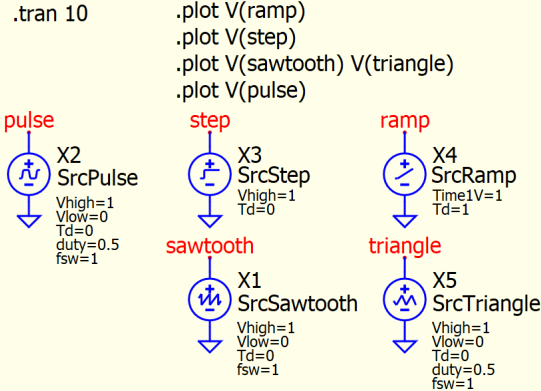 .tran 10
.plot V(ramp)
.plot V(step)
.plot V(sawtooth) V(triangle)
.plot V(pulse)
pulse
X2
SrcPulse
Vhigh=1
Vlow=0
Td=0
duty=0.5
fsw=1
step
X3
SrcStep
Vhigh=1
Td=0
ramp
X4
SrcRamp
Time1V=1
Td=1
sawtooth
X1
SrcSawtooth
Vhigh=1
Vlow=0
Td=0
fsw=1
triangle
X5
SrcTriangle
Vhigh=1
Vlow=0
Td=0
duty=0.5
fsw=1